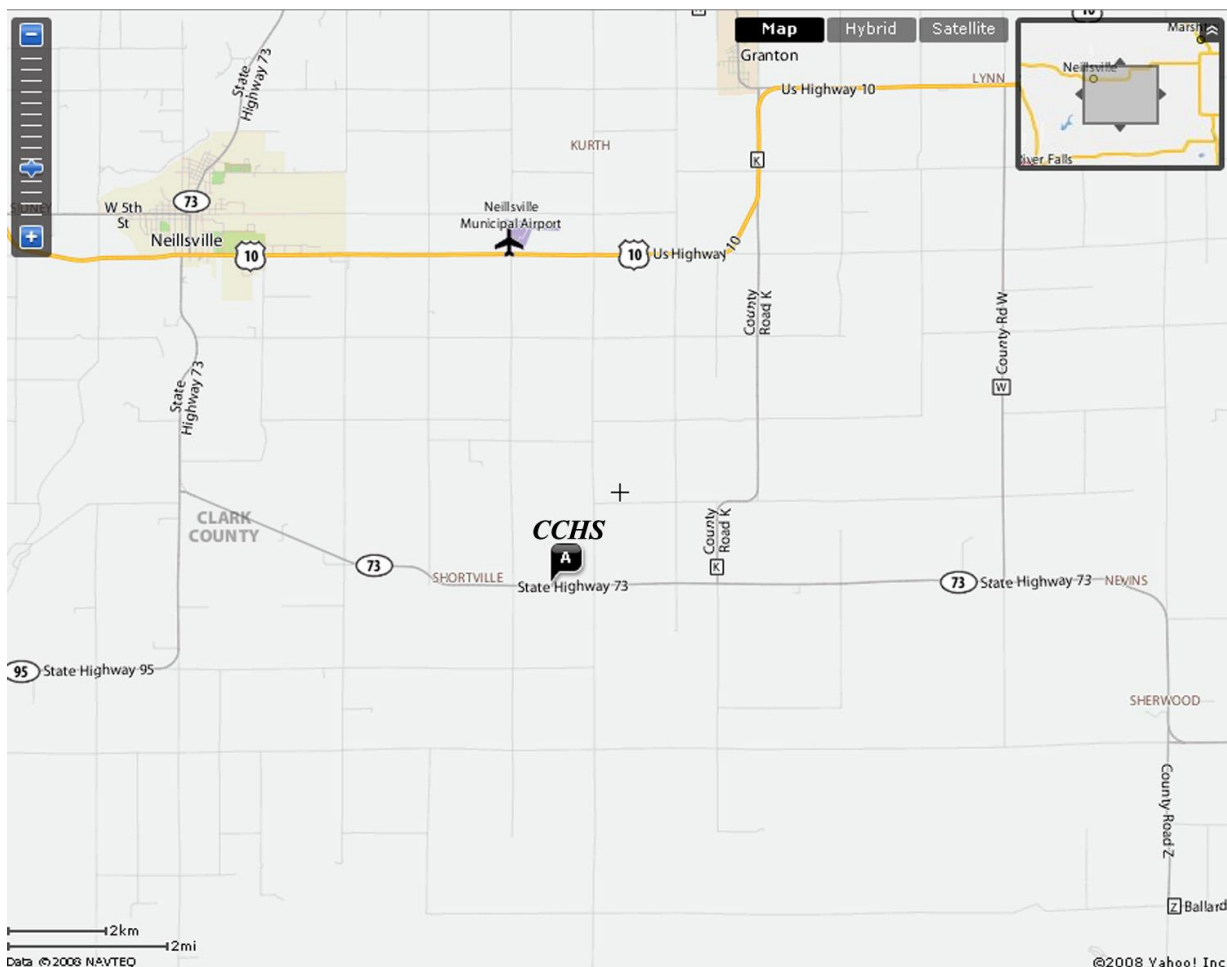 Map
Hybrid
Satellite
Marshf
Neillsville
River Falls
State
Highway 73
Granton
Us Highway 10
LYNN
KURTH
K
SIDNEY
W 5th
St
73
Neillsville
Municipal Airport
Neillsville
10
10
Us Highway 10
County
Road K
County Rd W
W
State
Highway 73
CLARK
COUNTY
CCHS
A
County
Road K
K
73
SHORTVILLE
State Highway 73
73
State Highway 73
NEVINS
95
State Highway 95
SHERWOOD
County Road Z
Z
Ballard
2km
2mi
Data ©2008 NAVTEQ
©2008 Yahoo! Inc